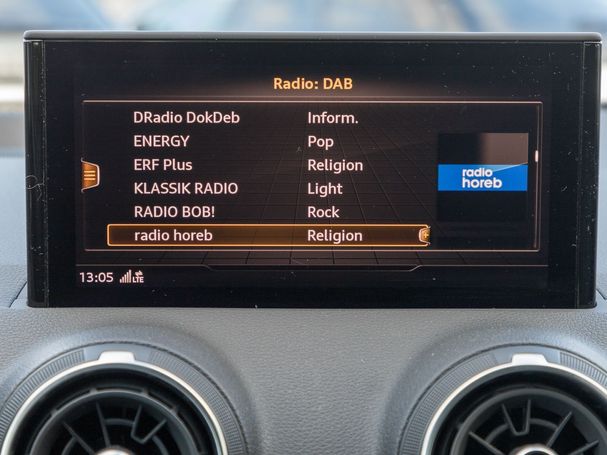 Radio: DAB
DRadio DokDeb Inform.
ENERGY Pop
ERF Plus Religion
KLASSIK RADIO Light
RADIO BOB! Rock
radio horeb Religion
radio
horeb
13:05 LTE